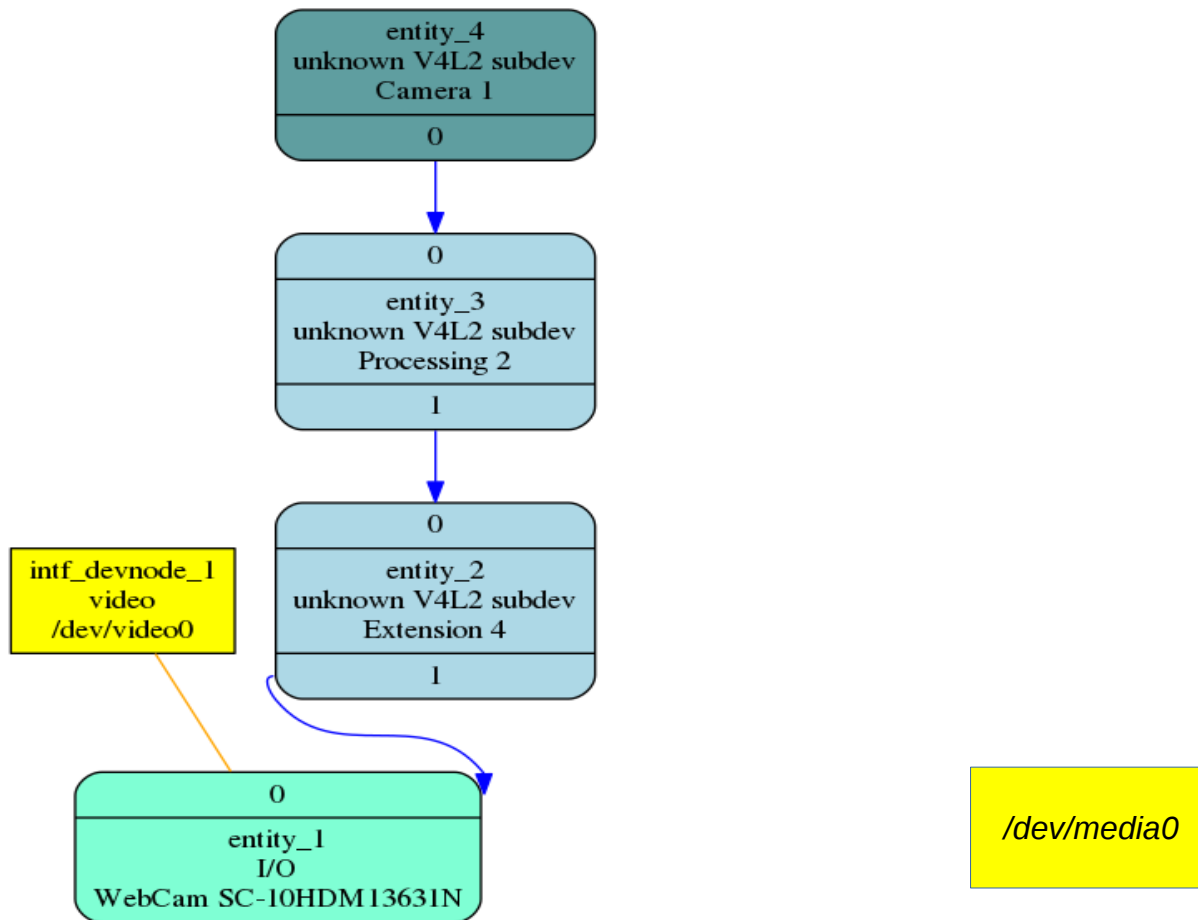 entity_4
unknown V4L2 subdev
Camera 1
0
0
entity_3
unknown V4L2 subdev
Processing 2
1
0
entity_2
unknown V4L2 subdev
Extension 4
1
intf_devnode_1
video
/dev/video0
0
entity_1
I/O
WebCam SC-10HDM13631N
/dev/media0